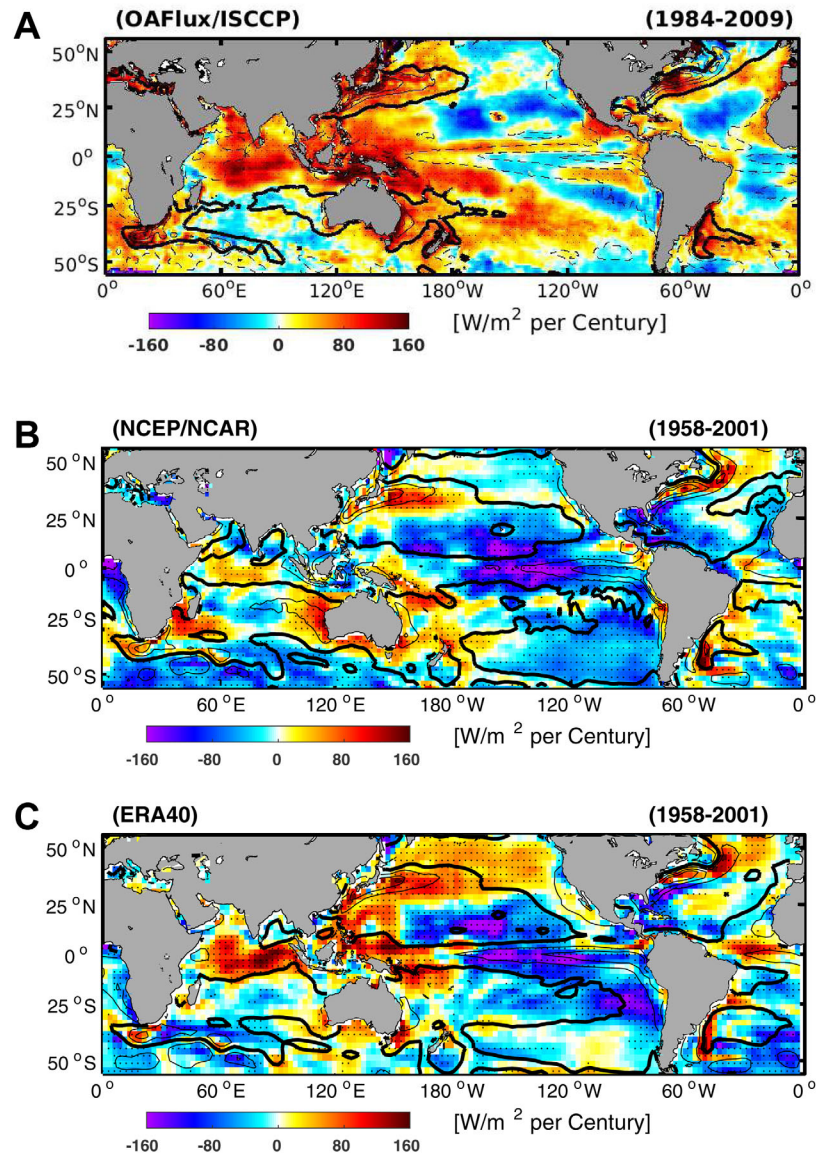 A
(OAFlux/ISCCP) (1984-2009)
50°N
25°N
0°
25°S
50°S
0° 60°E 120°E 180°W 120°W 60°W 0°
-160 -80 0 80 160
[W/m² per Century]
B
(NCEP/NCAR) (1958-2001)
50°N
25°N
0°
25°S
50°S
0° 60°E 120°E 180°W 120°W 60°W 0°
-160 -80 0 80 160
[W/m² per Century]
C
(ERA40) (1958-2001)
50°N
25°N
0°
25°S
50°S
0° 60°E 120°E 180°W 120°W 60°W 0°
-160 -80 0 80 160
[W/m² per Century]